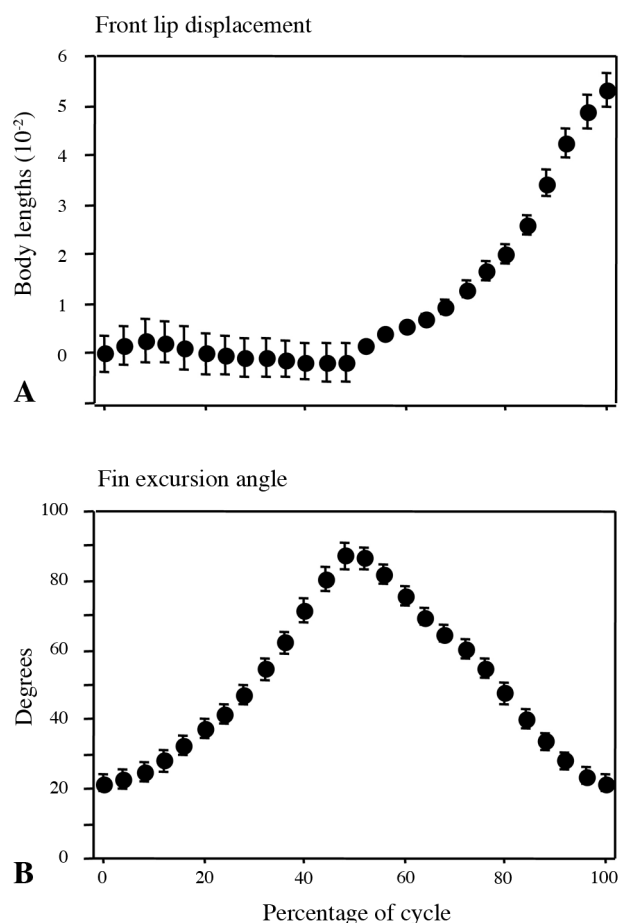 Front lip displacement
6
5
4
3
2
1
0
Body lengths (10⁻²)
A
Fin excursion angle
100
80
60
40
20
0
Degrees
B
0 20 40 60 80 100
Percentage of cycle